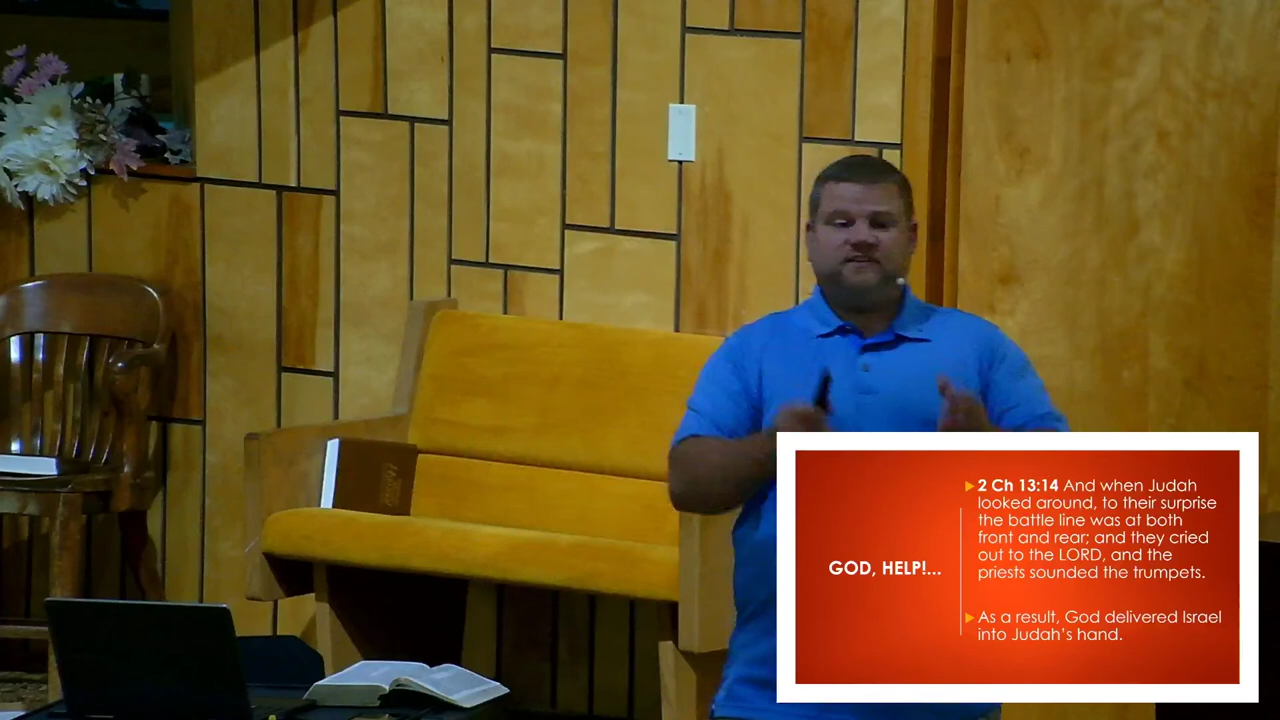 GOD, HELP!...
2 Ch 13:14 And when Judah
looked around, to their surprise
the battle line was at both
front and rear; and they cried
out to the LORD, and the
priests sounded the trumpets.
As a result, God delivered Israel
into Judah's hand.